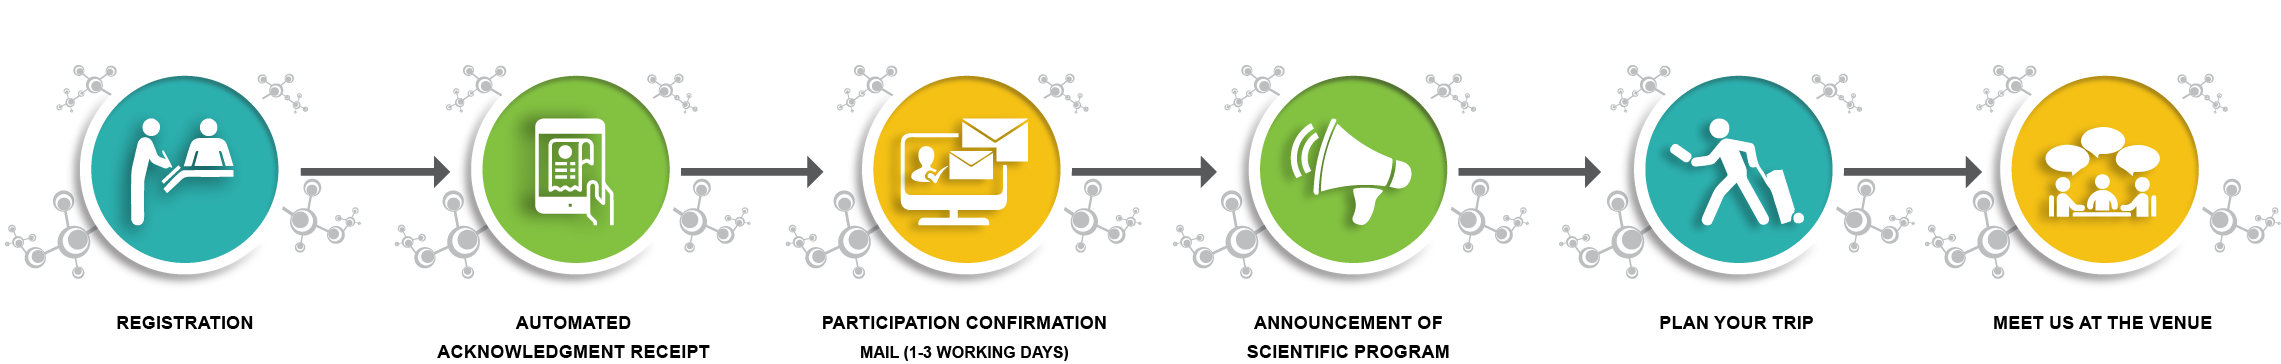 REGISTRATION
AUTOMATED
ACKNOWLEDGMENT RECEIPT
PARTICIPATION CONFIRMATION
MAIL (1-3 WORKING DAYS)
ANNOUNCEMENT OF
SCIENTIFIC PROGRAM
PLAN YOUR TRIP
MEET US AT THE VENUE